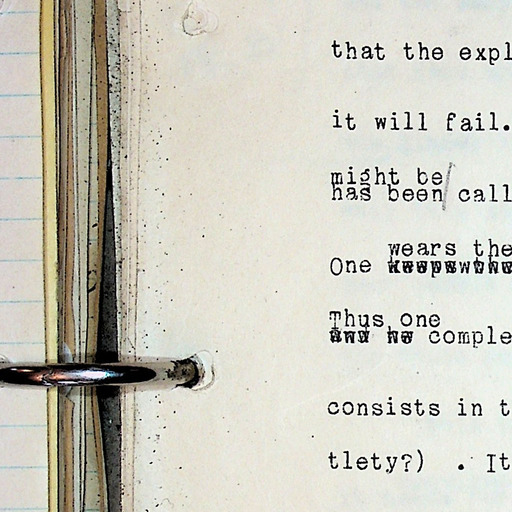 that the expl
it will fail.
might be
has been call
wears the
One
Thus one
and he comple
consists in t
tlety?) . It